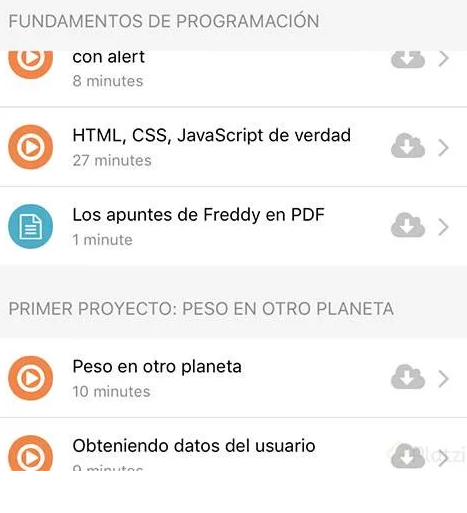 FUNDAMENTOS DE PROGRAMACIÓN
con alert
8 minutes
HTML, CSS, JavaScript de verdad
27 minutes
Los apuntes de Freddy en PDF
1 minute
PRIMER PROYECTO: PESO EN OTRO PLANETA
Peso en otro planeta
10 minutes
Obteniendo datos del usuario
9 minutes